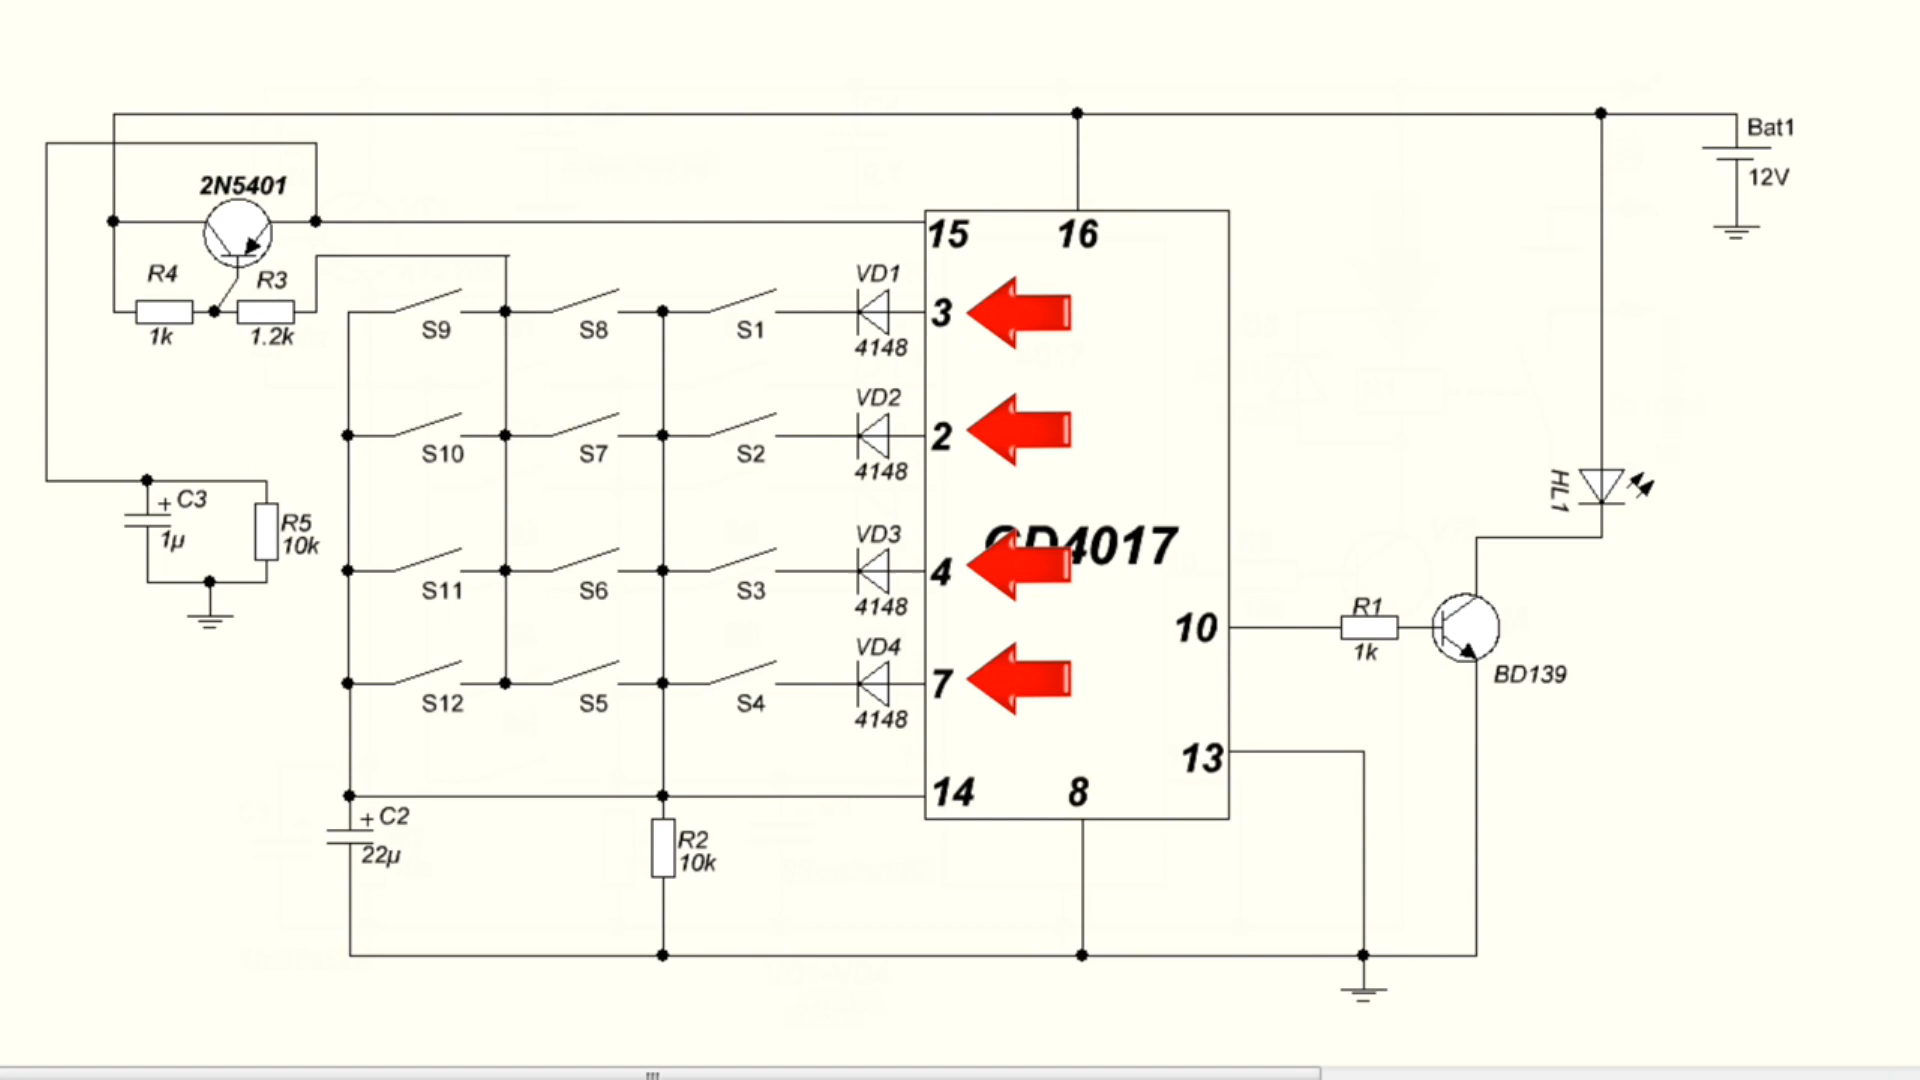 Bat1
12V
2N5401
R4
R3
1k
1.2k
15
16
VD1
3
4148
S9
S8
S1
VD2
2
4148
S10
S7
S2
+ C3
1µ
R5
10k
VD3
4
4148
S11
S6
S3
CD4017
HL1
VD4
7
4148
S12
S5
S4
10
R1
1k
BD139
13
14
8
+ C2
22µ
R2
10k